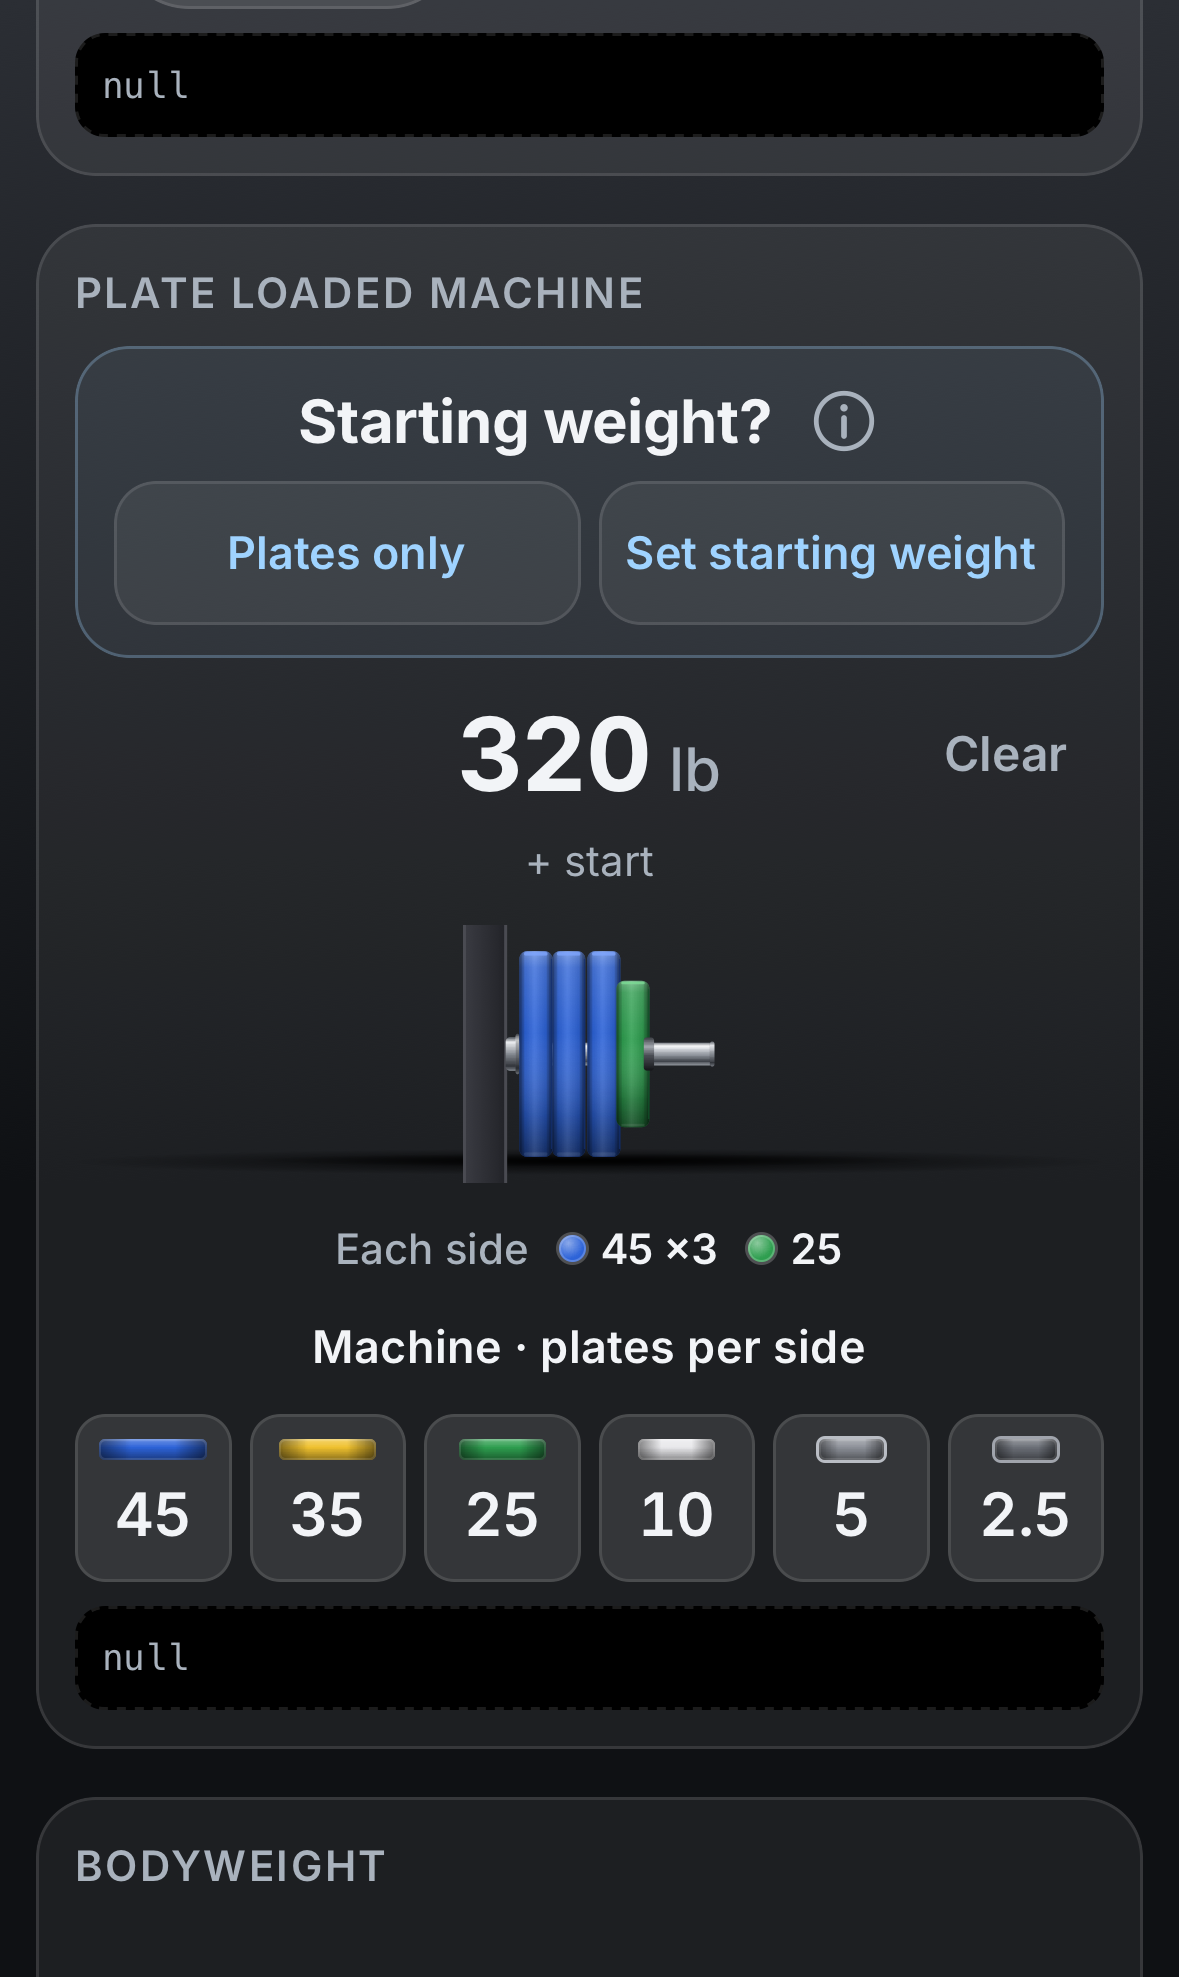 null
PLATE LOADED MACHINE
Starting weight?
Plates only
Set starting weight
320 lb
Clear
+ start
Each side 45 ×3 25
Machine · plates per side
45 35 25 10 5 2.5
null
BODYWEIGHT